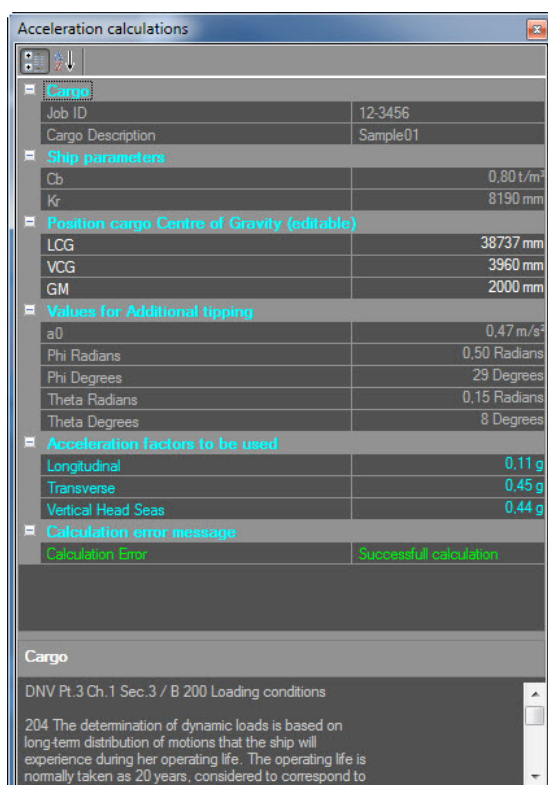 Acceleration calculations
Cargo
Job ID 12-3456
Cargo Description Sample01
Ship parameters
Cb 0,80 t/m³
Kr 8190 mm
Position cargo Centre of Gravity (editable)
LCG 38737 mm
VCG 3960 mm
GM 2000 mm
Values for Additional tipping
a0 0,47 m/s²
Phi Radians 0,50 Radians
Phi Degrees 29 Degrees
Theta Radians 0,15 Radians
Theta Degrees 8 Degrees
Acceleration factors to be used
Longitudinal 0,11 g
Transverse 0,45 g
Vertical Head Seas 0,44 g
Calculation error message
Calculation Error Successfull calculation
Cargo
DNV Pt.3 Ch.1 Sec.3 / B 200 Loading conditions
204 The determination of dynamic loads is based on
long-term distribution of motions that the ship will
experience during her operating life. The operating life is
normally taken as 20 years, considered to correspond to